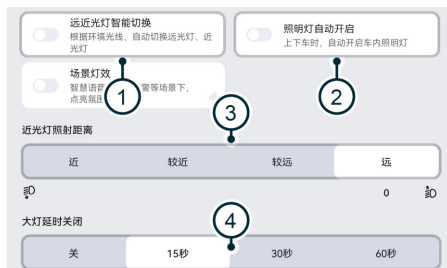 远近光灯智能切换
根据环境光线，自动切换远光灯、近
光灯
照明灯自动开启
上下车时，自动开启车内照明灯
场景灯效
智慧语音 警等场景下，
点亮氛围
1
2
3
近光灯照射距离
近 较近 较远 远
0
4
大灯延时关闭
关 15秒 30秒 60秒